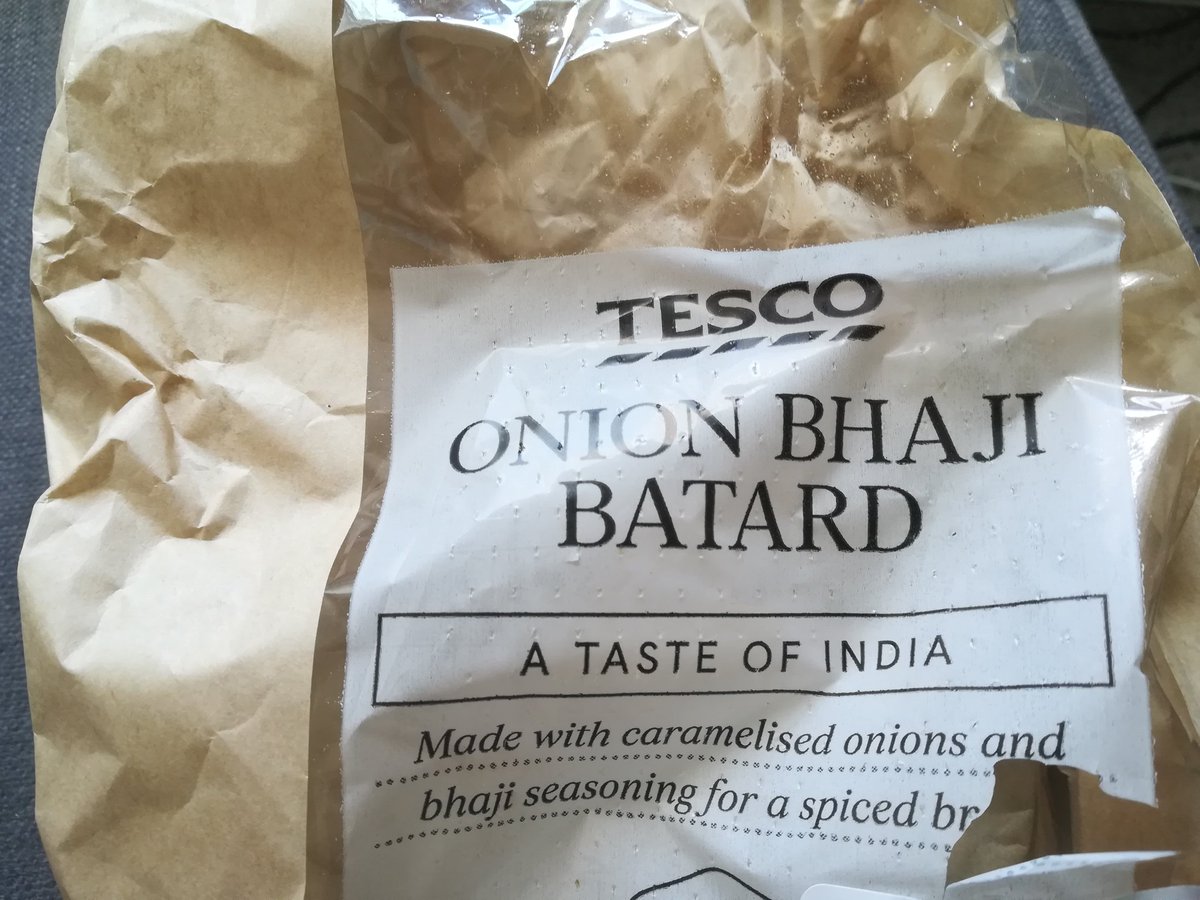 TESCO
ONION BHAJI
BATARD
A TASTE OF INDIA
Made with caramelised onions and
bhaji seasoning for a spiced